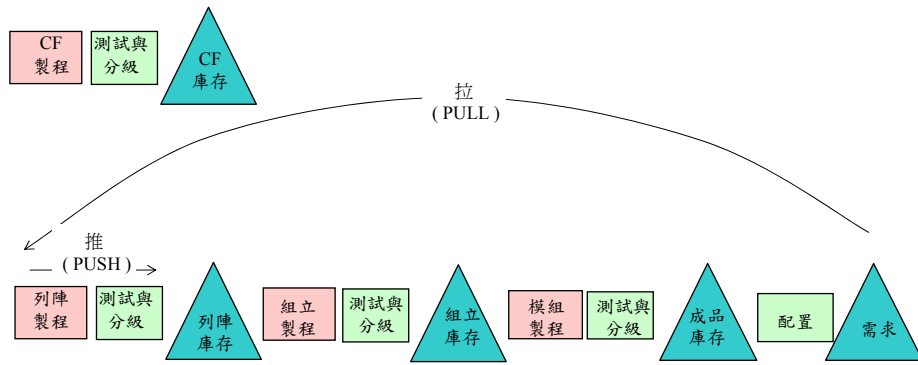 CF
製程
測試與
分級
CF
庫存
拉
( PULL )
推
( PUSH )
列陣
製程
測試與
分級
列陣
庫存
組立
製程
測試與
分級
組立
庫存
模組
製程
測試與
分級
成品
庫存
配置
需求